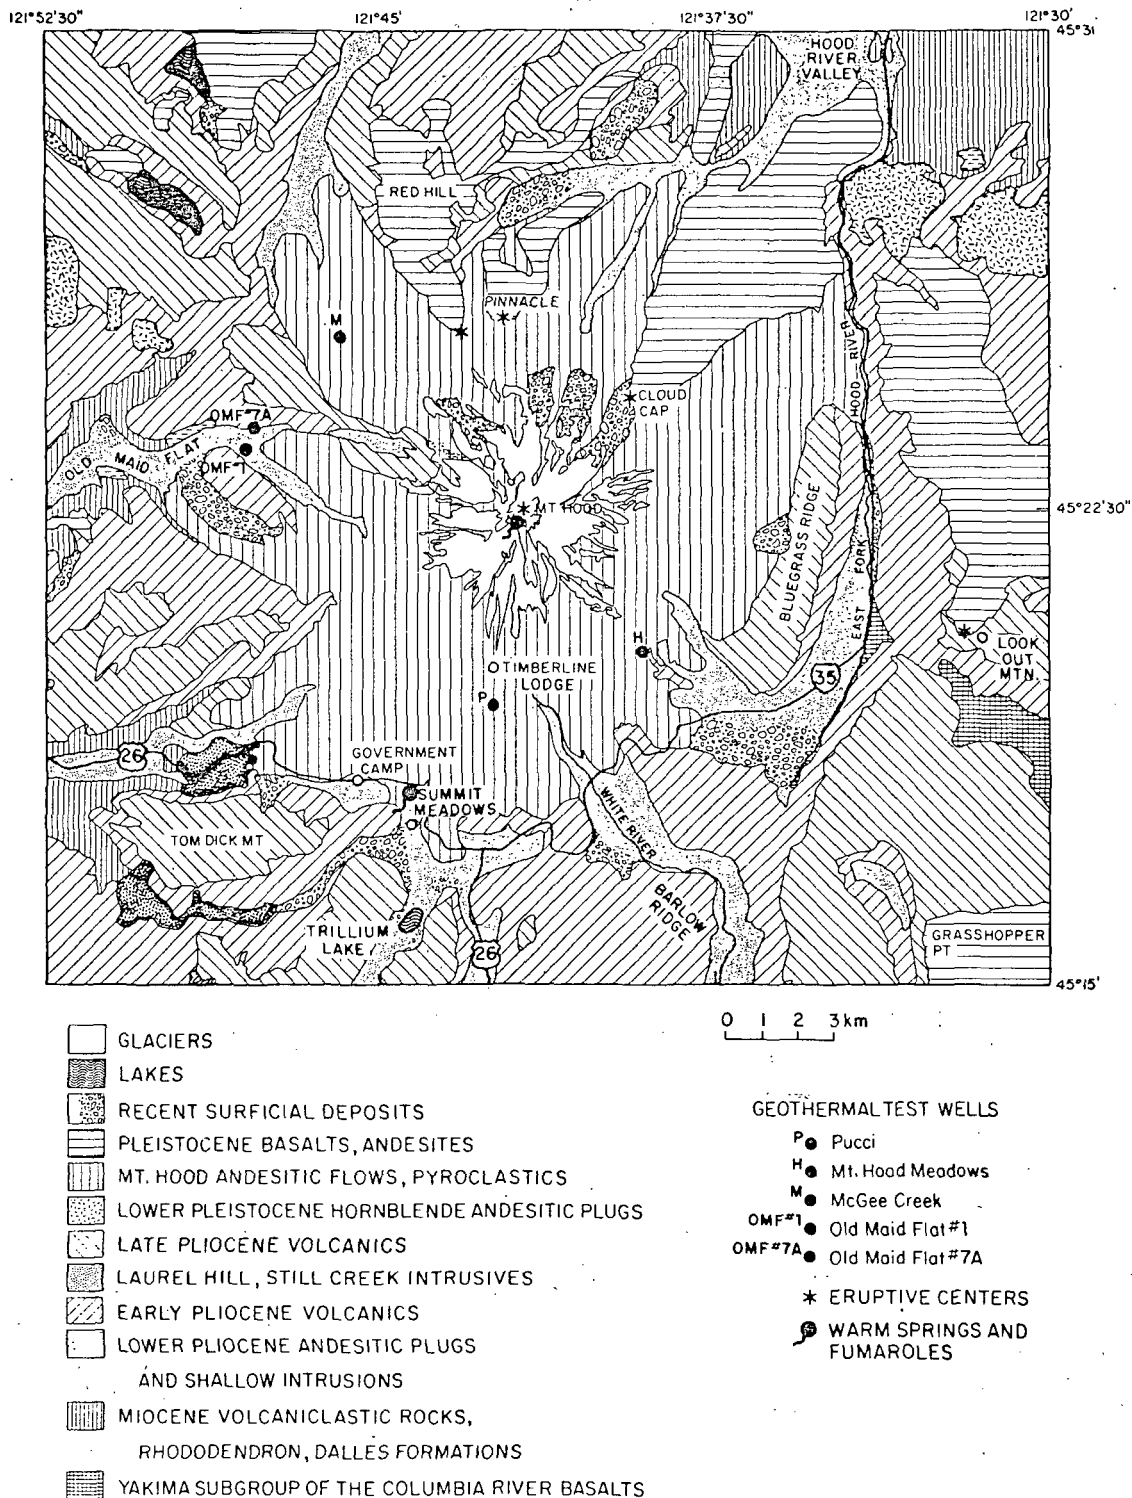 121°52'30" 121°45' 121°37'30" 121°30'
45°31
HOOD
RIVER
VALLEY
RED HILL
PINNACLE
M
CLOUD
CAP
HOOD RIVER
OMF#7A
OLD MAID FLAT
OMF#1
MT HOOD
45°22'30"
BLUEGRASS RIDGE
EAST FORK
H
LOOK
OUT
MTN.
TIMBERLINE
LODGE
P
35
26
GOVERNMENT
CAMP
SUMMIT
MEADOWS
WHITE RIVER
TOM DICK MT
BARLOW
RIDGE
TRILLIUM
LAKE
26
GRASSHOPPER
PT
45°15'
0 1 2 3km
GLACIERS
LAKES
RECENT SURFICIAL DEPOSITS
PLEISTOCENE BASALTS, ANDESITES
MT. HOOD ANDESITIC FLOWS, PYROCLASTICS
LOWER PLEISTOCENE HORNBLENDE ANDESITIC PLUGS
LATE PLIOCENE VOLCANICS
LAUREL HILL, STILL CREEK INTRUSIVES
EARLY PLIOCENE VOLCANICS
LOWER PLIOCENE ANDESITIC PLUGS
AND SHALLOW INTRUSIONS
MIOCENE VOLCANICLASTIC ROCKS,
RHODODENDRON, DALLES FORMATIONS
YAKIMA SUBGROUP OF THE COLUMBIA RIVER BASALTS
GEOTHERMAL TEST WELLS
P Pucci
H Mt. Hood Meadows
M McGee Creek
OMF#1 Old Maid Flat#1
OMF#7A Old Maid Flat#7A
ERUPTIVE CENTERS
WARM SPRINGS AND
FUMAROLES